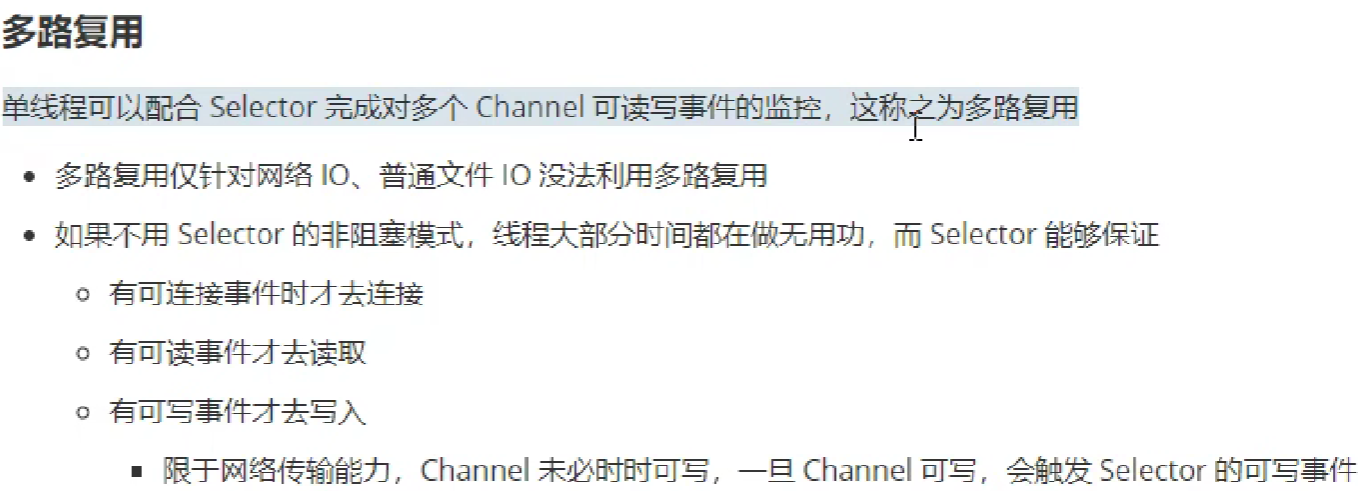 多路复用
单线程可以配合 Selector 完成对多个 Channel 可读写事件的监控，这称之为多路复用
多路复用仅针对网络 IO、普通文件 IO 没法利用多路复用
如果不用 Selector 的非阻塞模式，线程大部分时间都在做无用功，而 Selector 能够保证
有可连接事件时才去连接
有可读事件才去读取
有可写事件才去写入
限于网络传输能力，Channel 未必时时可写，一旦 Channel 可写，会触发 Selector 的可写事件